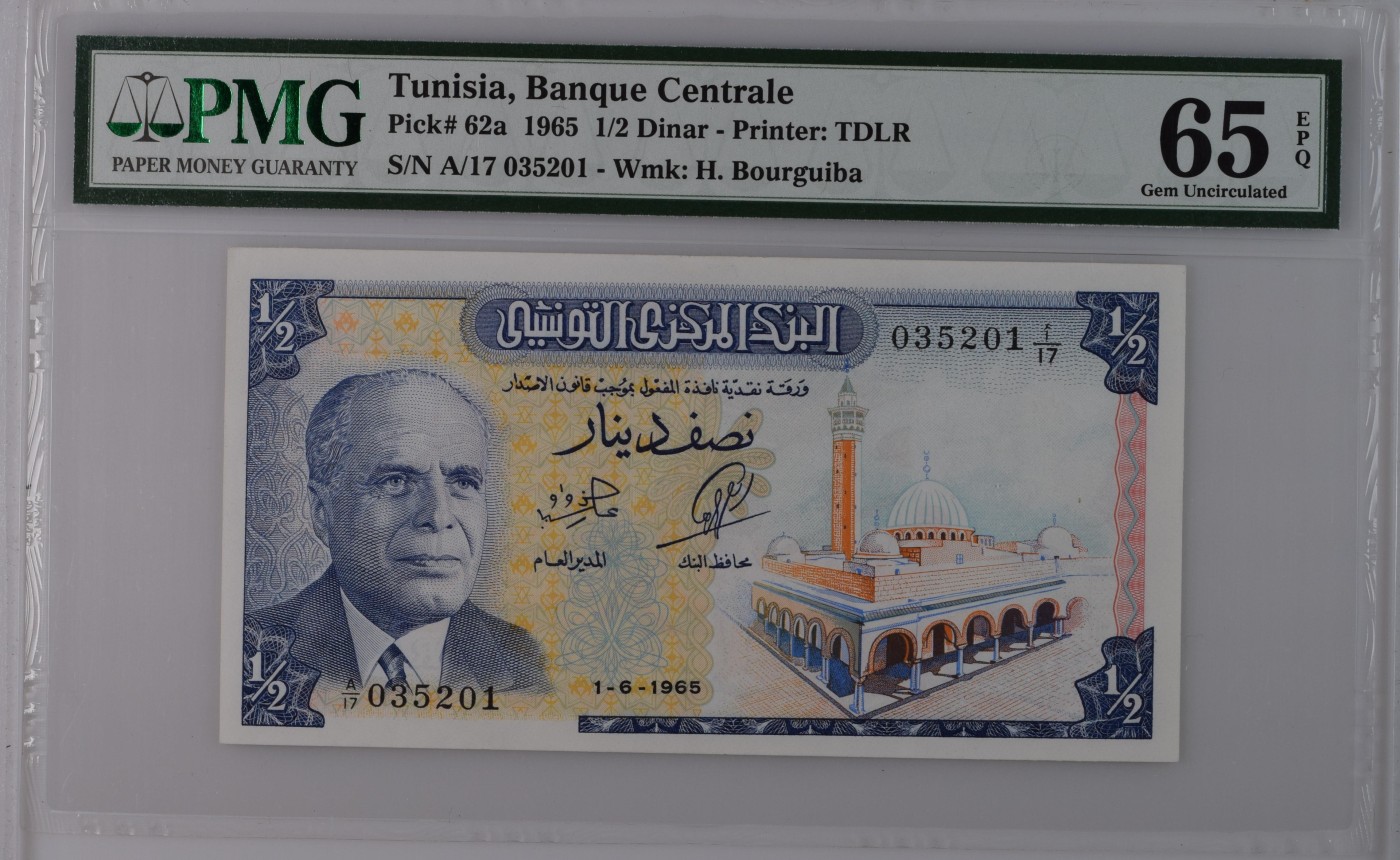 PMG
PAPER MONEY GUARANTY
Tunisia, Banque Centrale
Pick# 62a 1965 1/2 Dinar - Printer: TDLR
S/N A/17 035201 - Wmk: H. Bourguiba
65
EPQ
Gem Uncirculated
1/2
البنك المركزي التونسي
035201 أ/17
1/2
ورقة نقدية نافذة المفعول بموجب قانون الاصدار
نصف دينار
محافظ البنك
المدير العام
1/2
A/17 035201
1-6-1965
1/2